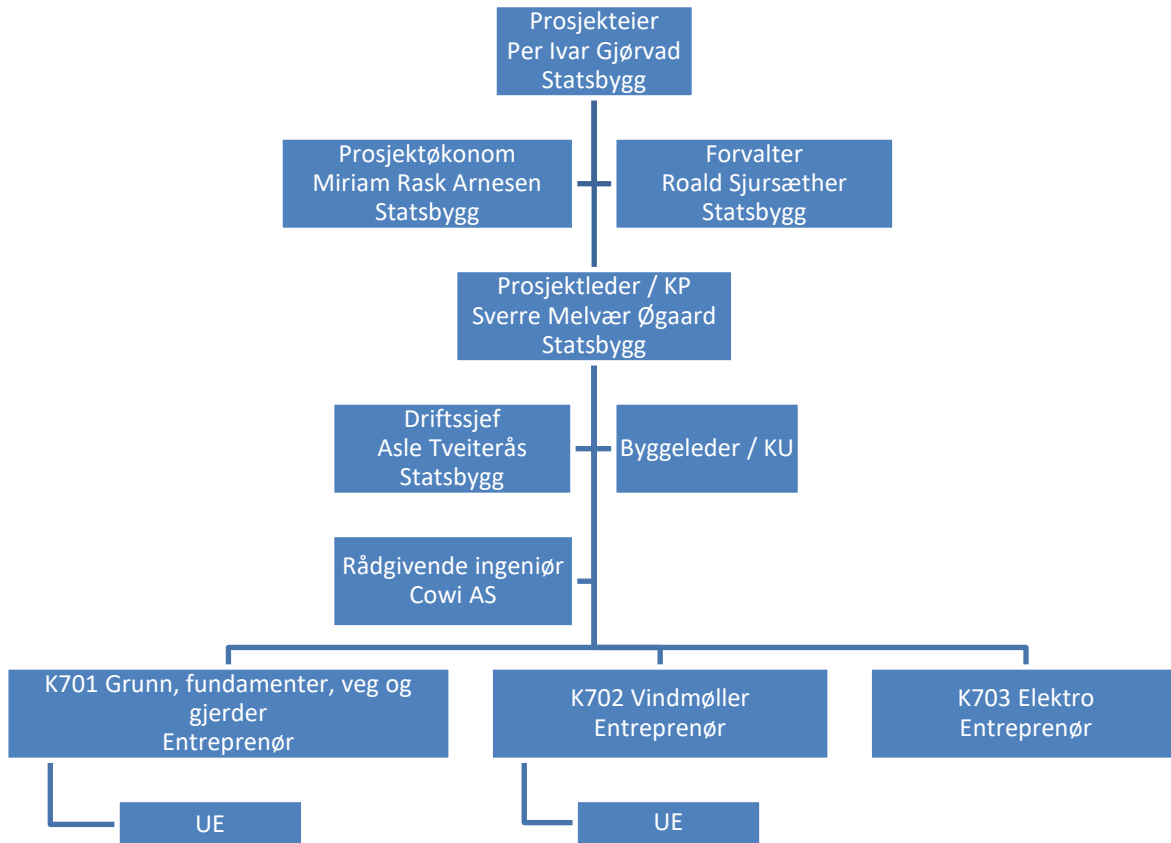 Prosjekteier
Per Ivar Gjørvad
Statsbygg
Prosjektøkonom
Miriam Rask Arnesen
Statsbygg
Forvalter
Roald Sjursæther
Statsbygg
Prosjektleder / KP
Sverre Melvær Øgaard
Statsbygg
Driftssjef
Asle Tveiterås
Statsbygg
Byggeleder / KU
Rådgivende ingeniør
Cowi AS
K701 Grunn, fundamenter, veg og
gjerder
Entreprenør
K702 Vindmøller
Entreprenør
K703 Elektro
Entreprenør
UE
UE